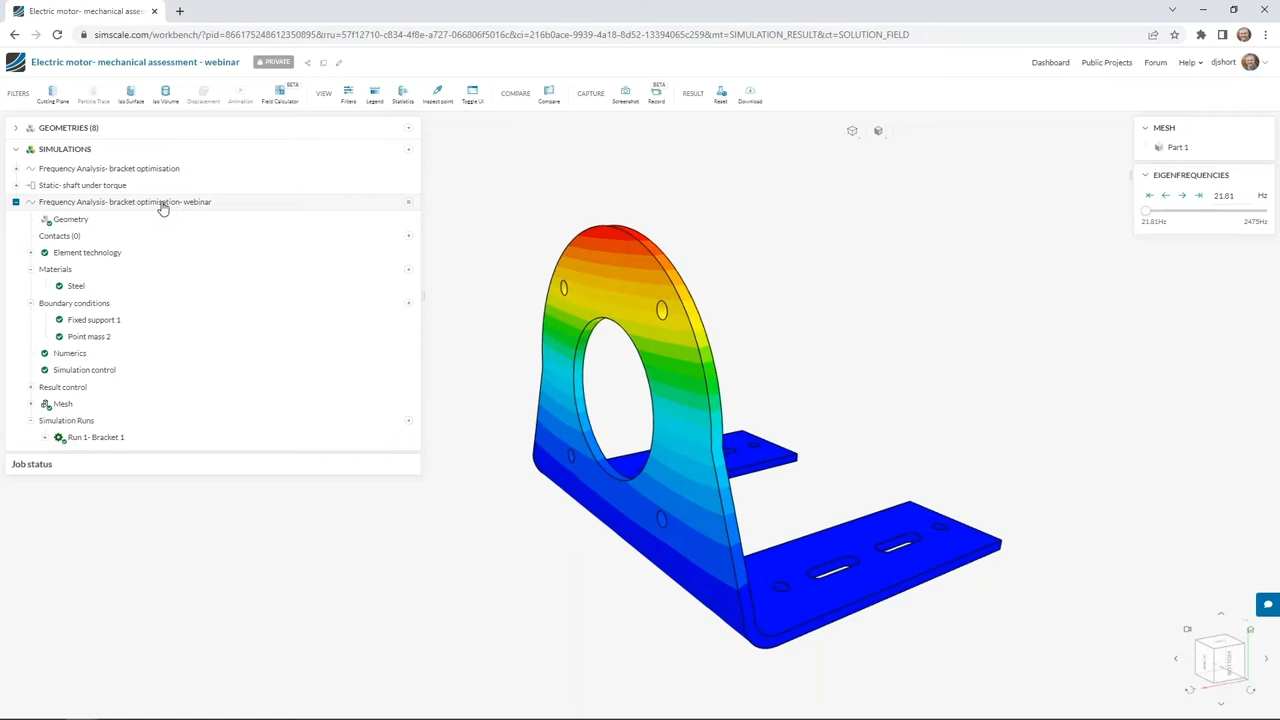 Electric motor- mechanical assess
simscale.com/workbench/?pid=866175248612350895&rru=57f12710-c834-4f8e-a727-066806f5016c&ci=216b0ace-9939-4a18-8d52-13394065c259&mt=SIMULATION_RESULT&ct=SOLUTION_FIELD
Electric motor- mechanical assessment - webinar
PRIVATE
Dashboard
Public Projects
Forum
Help
djshort
FILTERS
Cutting Plane
Particle Trace
Iso Surface
Iso Volume
Displacement
Animation
BETA
Field Calculator
VIEW
Filters
Legend
Statistics
Inspect point
Toggle UI
COMPARE
Compare
CAPTURE
Screenshot
BETA
Record
RESULT
Reset
Download
GEOMETRIES (8)
SIMULATIONS
Frequency Analysis- bracket optimisation
Static- shaft under torque
Frequency Analysis- bracket optimisation- webinar
Geometry
Contacts (0)
Element technology
Materials
Steel
Boundary conditions
Fixed support 1
Point mass 2
Numerics
Simulation control
Result control
Mesh
Simulation Runs
Run 1- Bracket 1
Job status
MESH
Part 1
EIGENFREQUENCIES
21.81 Hz
21.81Hz 2475Hz
BOTTOM